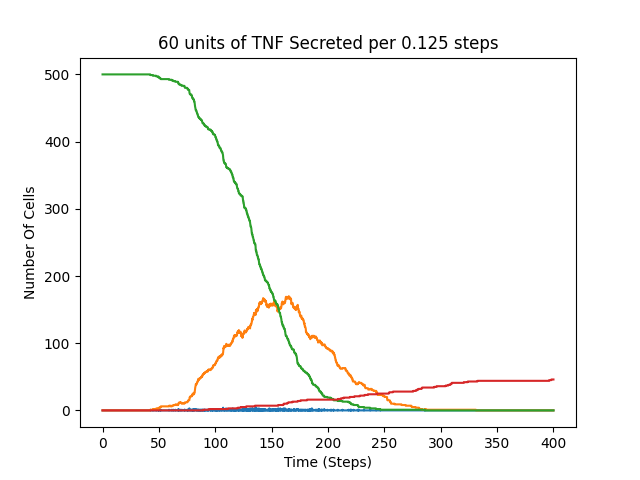 60 units of TNF Secreted per 0.125 steps
Number Of Cells
500
400
300
200
100
0
0 50 100 150 200 250 300 350 400
Time (Steps)